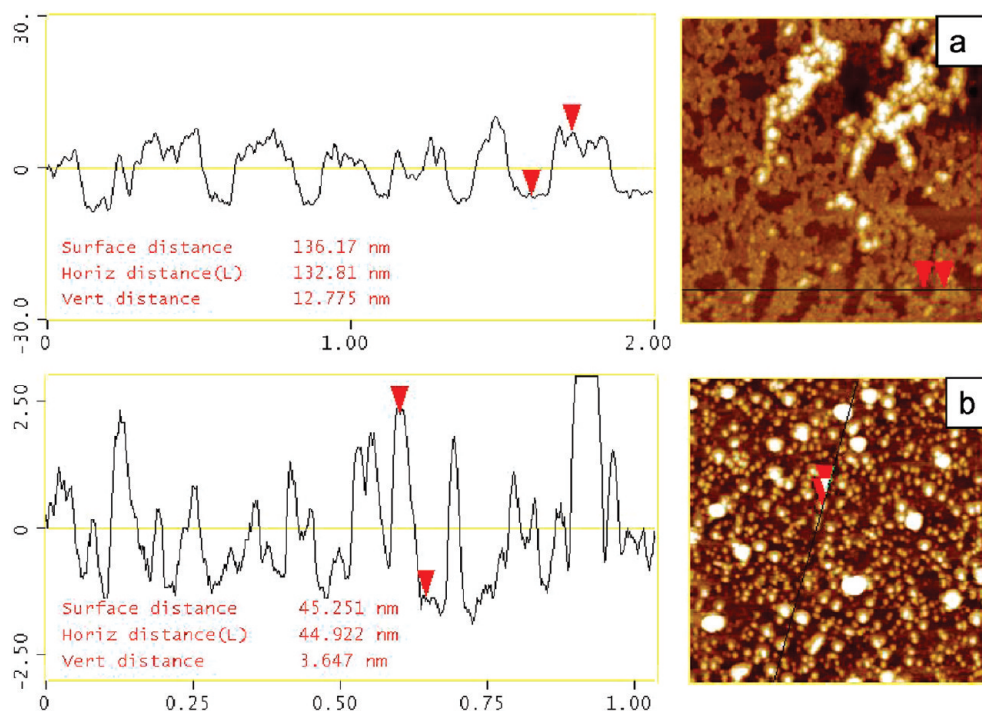 30.
0
-30.0
Surface distance 136.17 nm
Horiz distance(L) 132.81 nm
Vert distance 12.775 nm
0 1.00 2.00
a
2.50
0
-2.50
Surface distance 45.251 nm
Horiz distance(L) 44.922 nm
Vert distance 3.647 nm
0 0.25 0.50 0.75 1.00
b